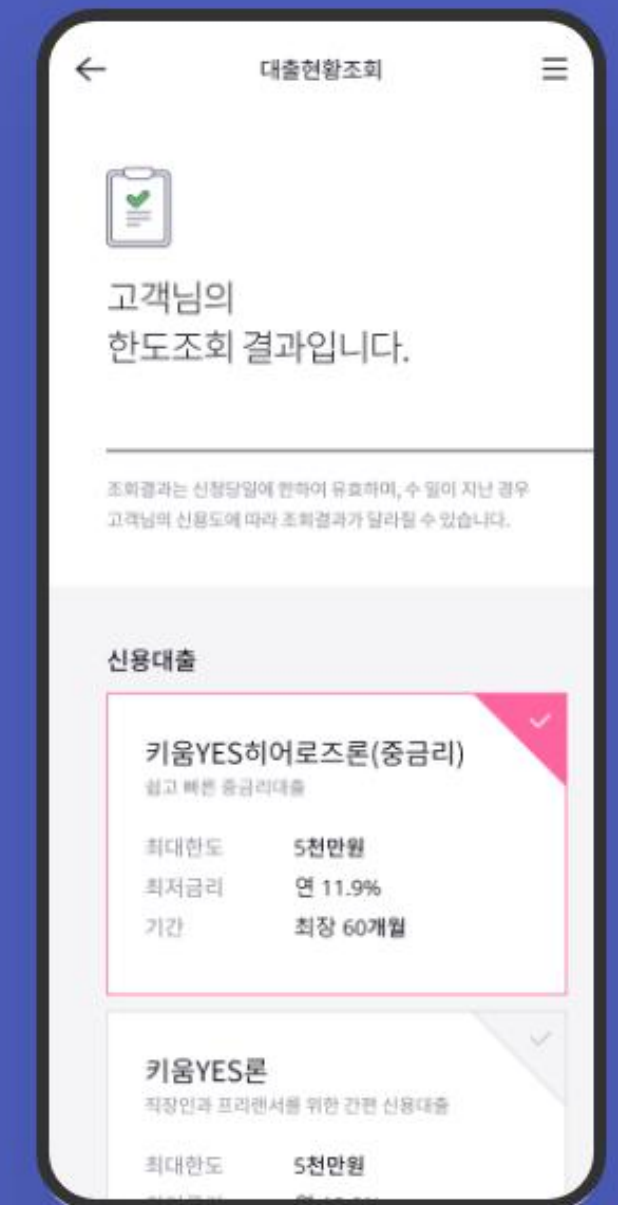 대출현황조회
고객님의
한도조회 결과입니다.
조회결과는 신청당일에 한하여 유효하며, 수 일이 지난 경우
고객님의 신용도에 따라 조회결과가 달라질 수 있습니다.
신용대출
키움YES히어로즈론(중금리)
쉽고 빠른 중금리대출
최대한도 5천만원
최저금리 연 11.9%
기간 최장 60개월
키움YES론
직장인과 프리랜서를 위한 간편 신용대출
최대한도 5천만원